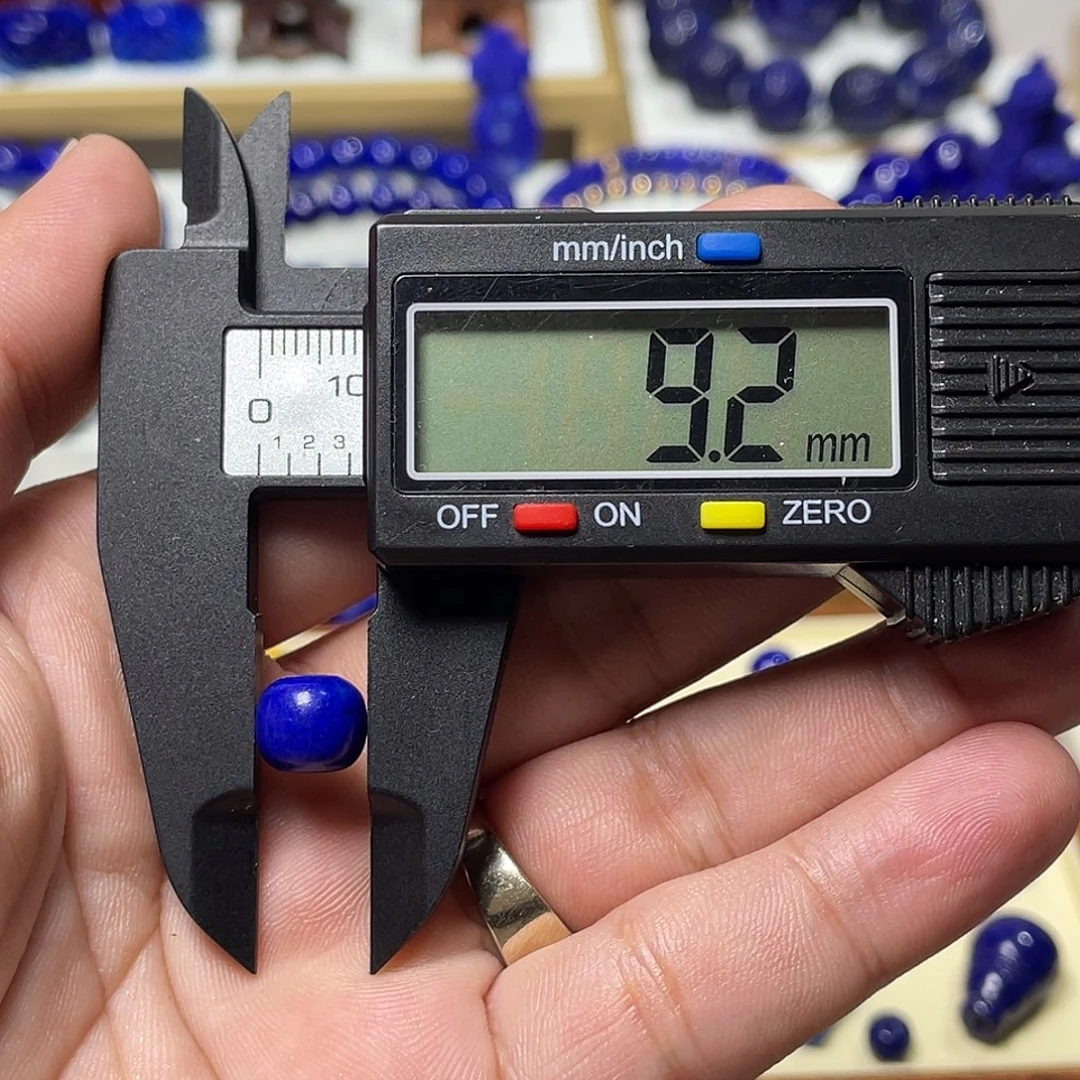 mm/inch
9.2 mm
10
0
1 2 3
OFF ON ZERO